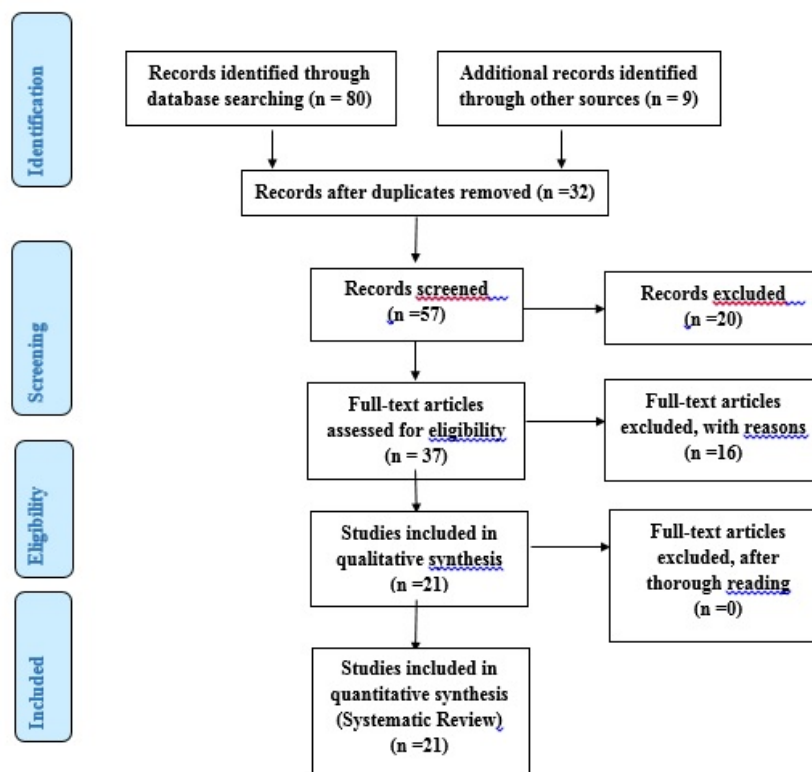 Identification
Records identified through
database searching (n = 80)
Additional records identified
through other sources (n = 9)
Records after duplicates removed (n =32)
Screening
Records screened
(n =57)
Records excluded
(n =20)
Full-text articles
assessed for eligibility
(n = 37)
Full-text articles
excluded, with reasons
(n =16)
Eligibility
Studies included in
qualitative synthesis
(n =21)
Full-text articles
excluded, after
thorough reading
(n =0)
Included
Studies included in
quantitative synthesis
(Systematic Review)
(n =21)